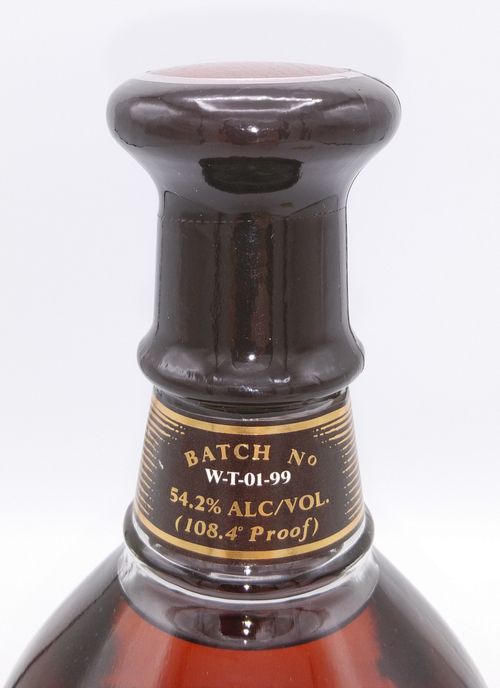 BATCH No
W-T-01-99
54.2% ALC/VOL.
(108.4° Proof)